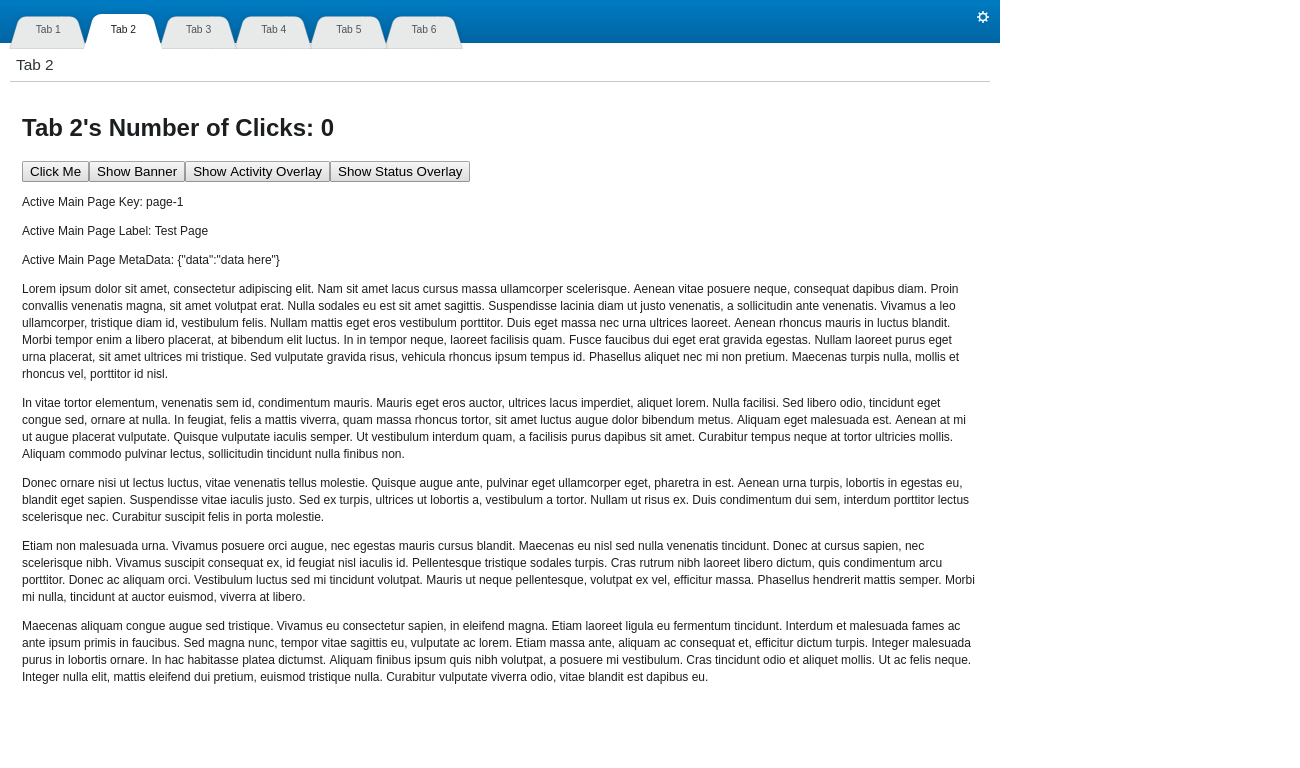 Tab 1 Tab 2 Tab 3 Tab 4 Tab 5 Tab 6
Tab 2
Tab 2's Number of Clicks: 0
Click Me Show Banner Show Activity Overlay Show Status Overlay
Active Main Page Key: page-1
Active Main Page Label: Test Page
Active Main Page MetaData: {"data":"data here"}
Lorem ipsum dolor sit amet, consectetur adipiscing elit. Nam sit amet lacus cursus massa ullamcorper scelerisque. Aenean vitae posuere neque, consequat dapibus diam. Proin
convallis venenatis magna, sit amet volutpat erat. Nulla sodales eu est sit amet sagittis. Suspendisse lacinia diam ut justo venenatis, a sollicitudin ante venenatis. Vivamus a leo
ullamcorper, tristique diam id, vestibulum felis. Nullam mattis eget eros vestibulum porttitor. Duis eget massa nec urna ultrices laoreet. Aenean rhoncus mauris in luctus blandit.
Morbi tempor enim a libero placerat, at bibendum elit luctus. In in tempor neque, laoreet facilisis quam. Fusce faucibus dui eget erat gravida egestas. Nullam laoreet purus eget
urna placerat, sit amet ultrices mi tristique. Sed vulputate gravida risus, vehicula rhoncus ipsum tempus id. Phasellus aliquet nec mi non pretium. Maecenas turpis nulla, mollis et
rhoncus vel, porttitor id nisl.
In vitae tortor elementum, venenatis sem id, condimentum mauris. Mauris eget eros auctor, ultrices lacus imperdiet, aliquet lorem. Nulla facilisi. Sed libero odio, tincidunt eget
congue sed, ornare at nulla. In feugiat, felis a mattis viverra, quam massa rhoncus tortor, sit amet luctus augue dolor bibendum metus. Aliquam eget malesuada est. Aenean at mi
ut augue placerat vulputate. Quisque vulputate iaculis semper. Ut vestibulum interdum quam, a facilisis purus dapibus sit amet. Curabitur tempus neque at tortor ultricies mollis.
Aliquam commodo pulvinar lectus, sollicitudin tincidunt nulla finibus non.
Donec ornare nisi ut lectus luctus, vitae venenatis tellus molestie. Quisque augue ante, pulvinar eget ullamcorper eget, pharetra in est. Aenean urna turpis, lobortis in egestas eu,
blandit eget sapien. Suspendisse vitae iaculis justo. Sed ex turpis, ultrices ut lobortis a, vestibulum a tortor. Nullam ut risus ex. Duis condimentum dui sem, interdum porttitor lectus
scelerisque nec. Curabitur suscipit felis in porta molestie.
Etiam non malesuada urna. Vivamus posuere orci augue, nec egestas mauris cursus blandit. Maecenas eu nisl sed nulla venenatis tincidunt. Donec at cursus sapien, nec
scelerisque nibh. Vivamus suscipit consequat ex, id feugiat nisl iaculis id. Pellentesque tristique sodales turpis. Cras rutrum nibh laoreet libero dictum, quis condimentum arcu
porttitor. Donec ac aliquam orci. Vestibulum luctus sed mi tincidunt volutpat. Mauris ut neque pellentesque, volutpat ex vel, efficitur massa. Phasellus hendrerit mattis semper. Morbi
mi nulla, tincidunt at auctor euismod, viverra at libero.
Maecenas aliquam congue augue sed tristique. Vivamus eu consectetur sapien, in eleifend magna. Etiam laoreet ligula eu fermentum tincidunt. Interdum et malesuada fames ac
ante ipsum primis in faucibus. Sed magna nunc, tempor vitae sagittis eu, vulputate ac lorem. Etiam massa ante, aliquam ac consequat et, efficitur dictum turpis. Integer malesuada
purus in lobortis ornare. In hac habitasse platea dictumst. Aliquam finibus ipsum quis nibh volutpat, a posuere mi vestibulum. Cras tincidunt odio et aliquet mollis. Ut ac felis neque.
Integer nulla elit, mattis eleifend dui pretium, euismod tristique nulla. Curabitur vulputate viverra odio, vitae blandit est dapibus eu.